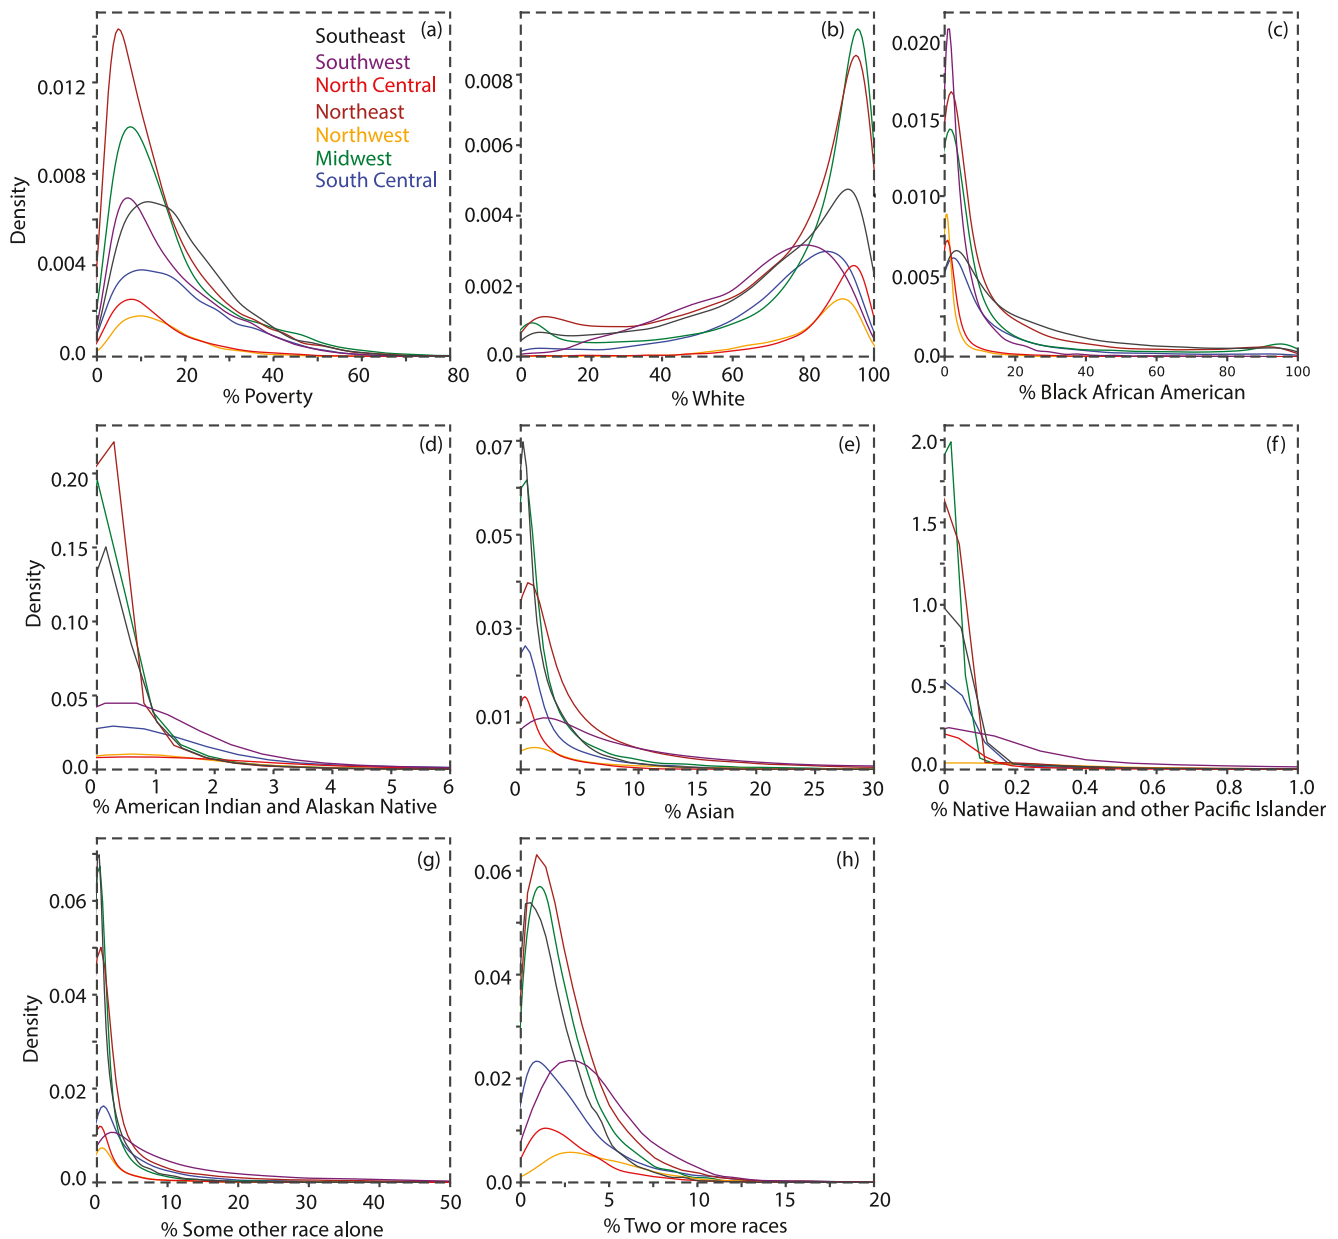 (a)
Southeast
Southwest
North Central
Northeast
Northwest
Midwest
South Central
Density
0.012
0.008
0.004
0.0
0 20 40 60 80
% Poverty
(b)
0.008
0.006
0.004
0.002
0.0
0 20 40 60 80 100
% White
(c)
0.020
0.015
0.010
0.005
0.0
0 20 40 60 80 100
% Black African American
(d)
Density
0.20
0.15
0.10
0.05
0.0
0 1 2 3 4 5 6
% American Indian and Alaskan Native
(e)
0.07
0.05
0.03
0.01
0 5 10 15 20 25 30
% Asian
(f)
2.0
1.5
1.0
0.5
0.0
0 0.2 0.4 0.6 0.8 1.0
% Native Hawaiian and other Pacific Islander
(g)
Density
0.06
0.04
0.02
0.0
0 10 20 30 40 50
% Some other race alone
(h)
0.06
0.04
0.02
0.0
0 5 10 15 20
% Two or more races